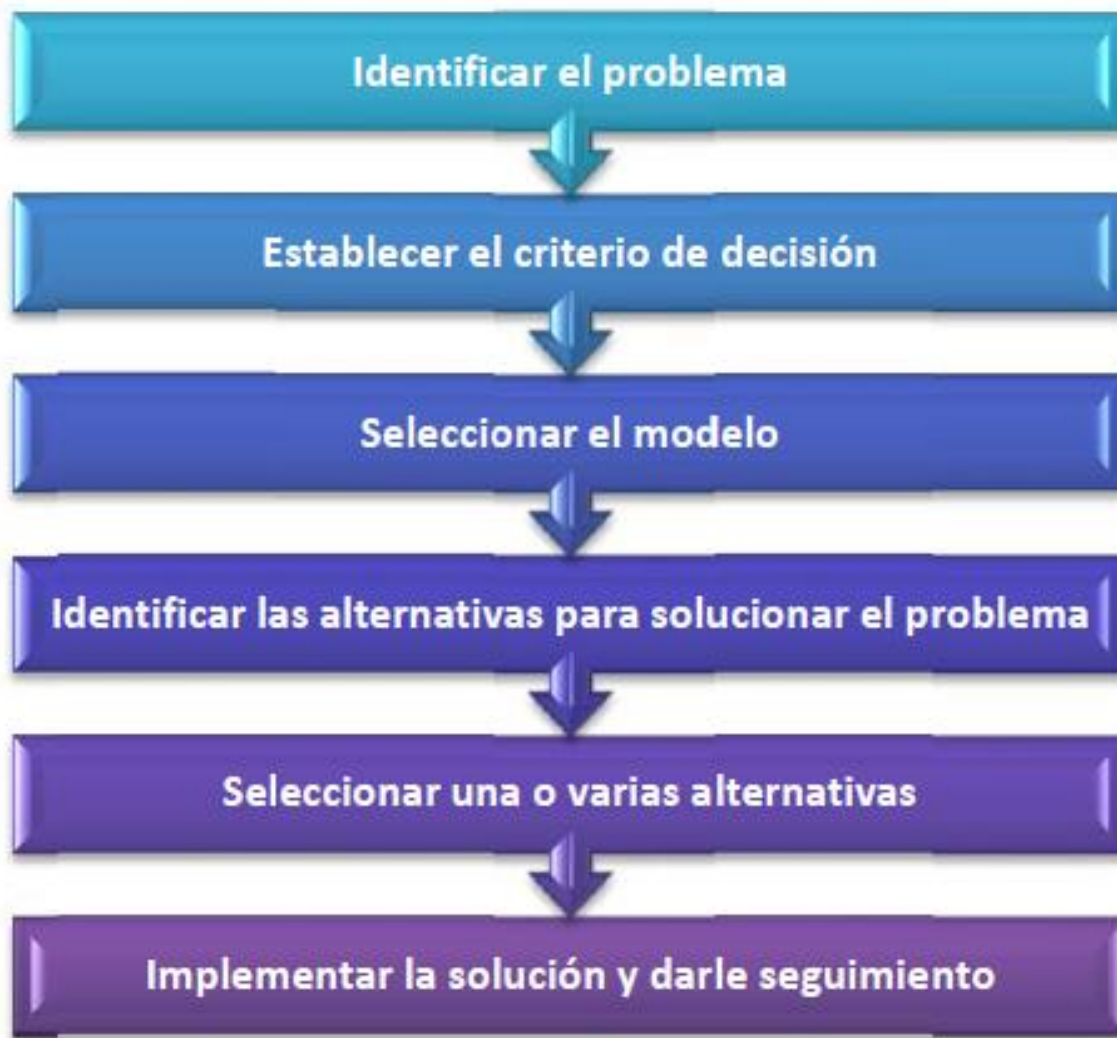 Identificar el problema
Establecer el criterio de decisión
Seleccionar el modelo
Identificar las alternativas para solucionar el problema
Seleccionar una o varias alternativas
Implementar la solución y darle seguimiento